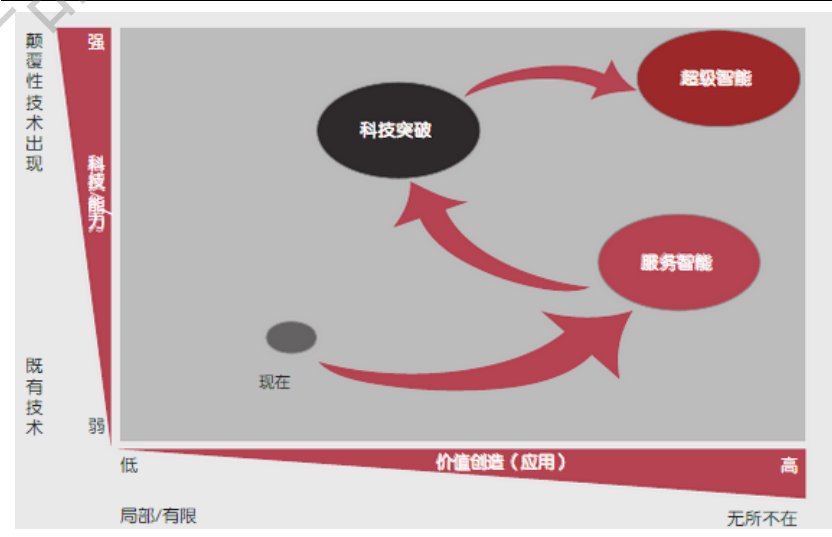 颠覆性技术出现
强
超级智能
科技突破
科技能力
服务智能
现在
既有技术
弱
低
价值创造（应用）
高
局部/有限
无所不在